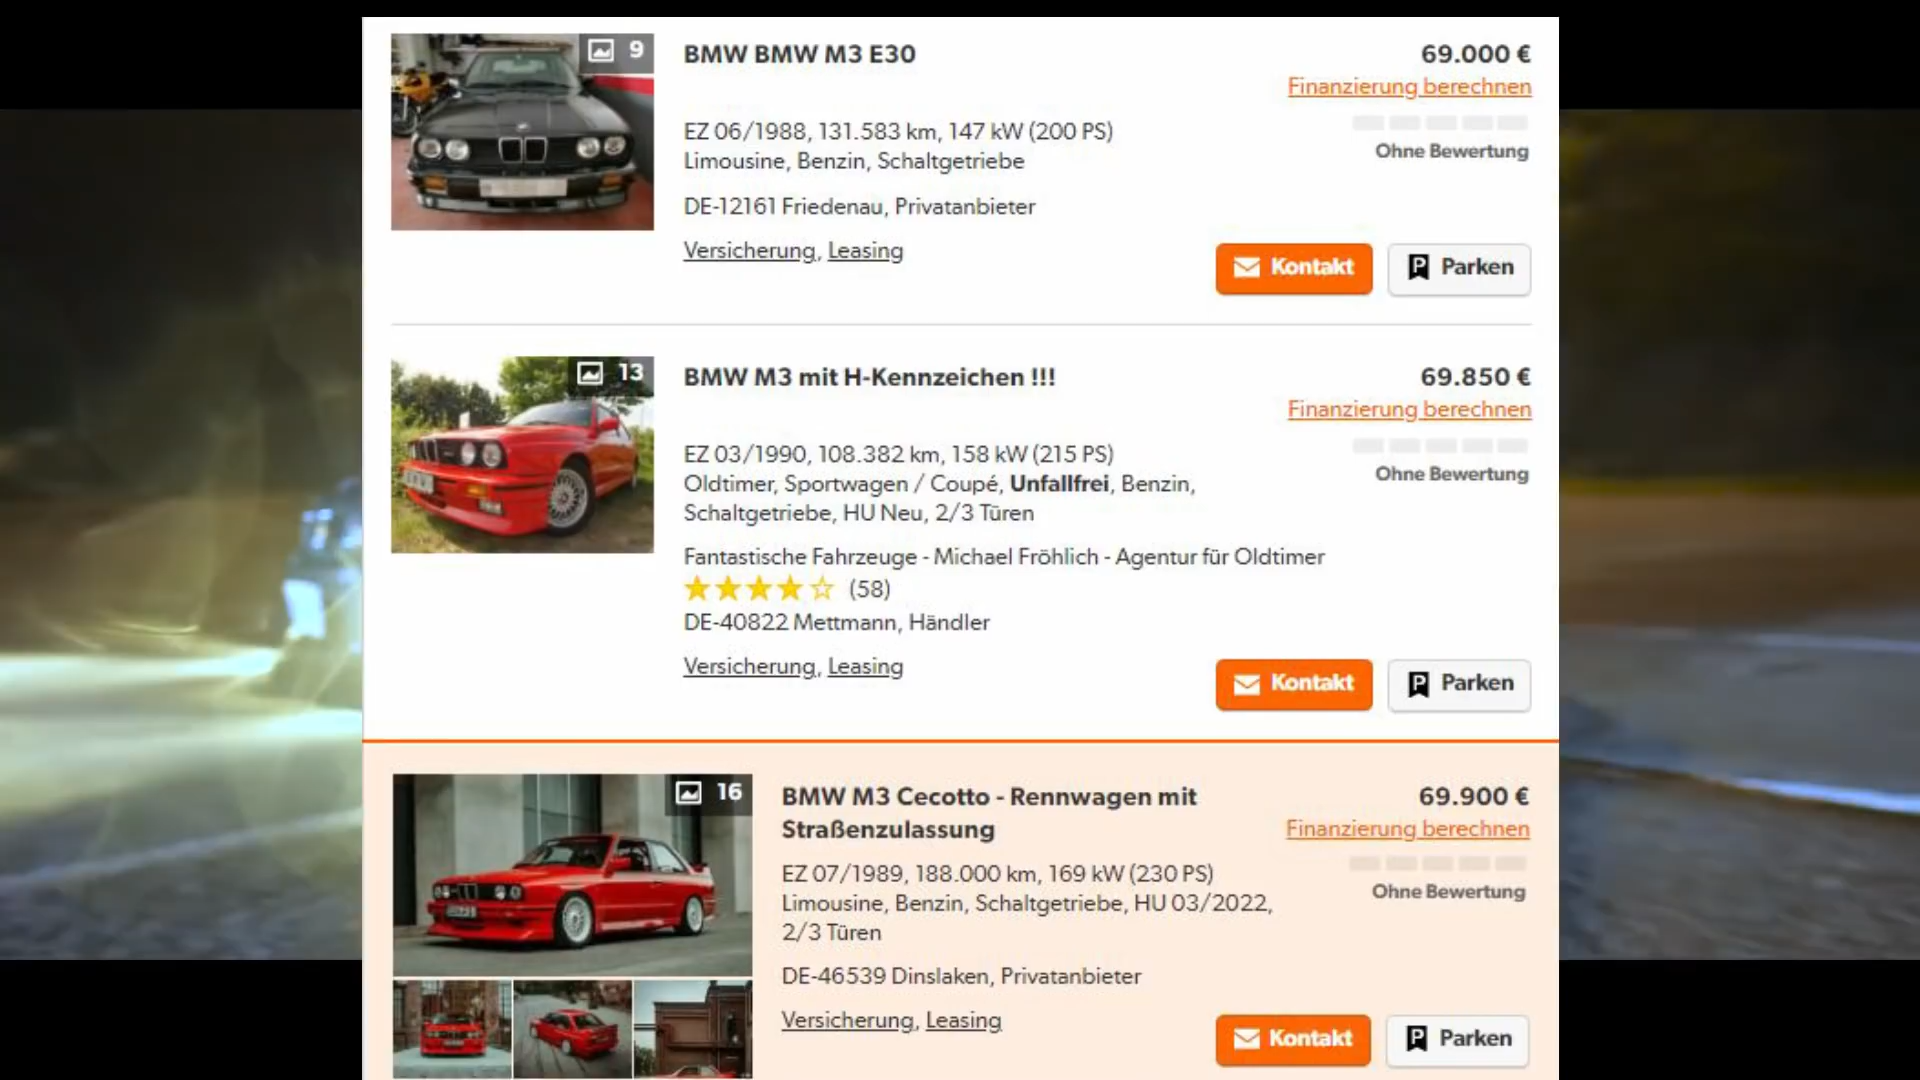 9
BMW BMW M3 E30
69.000 €
Finanzierung berechnen
EZ 06/1988, 131.583 km, 147 kW (200 PS)
Limousine, Benzin, Schaltgetriebe
Ohne Bewertung
DE-12161 Friedenau, Privatanbieter
Versicherung, Leasing
Kontakt
Parken
13
BMW M3 mit H-Kennzeichen !!!
69.850 €
Finanzierung berechnen
EZ 03/1990, 108.382 km, 158 kW (215 PS)
Oldtimer, Sportwagen / Coupé, Unfallfrei, Benzin,
Schaltgetriebe, HU Neu, 2/3 Türen
Ohne Bewertung
Fantastische Fahrzeuge - Michael Fröhlich - Agentur für Oldtimer
(58)
DE-40822 Mettmann, Händler
Versicherung, Leasing
Kontakt
Parken
16
BMW M3 Cecotto - Rennwagen mit
Straßenzulassung
69.900 €
Finanzierung berechnen
EZ 07/1989, 188.000 km, 169 kW (230 PS)
Limousine, Benzin, Schaltgetriebe, HU 03/2022,
2/3 Türen
Ohne Bewertung
DE-46539 Dinslaken, Privatanbieter
Versicherung, Leasing
Kontakt
Parken